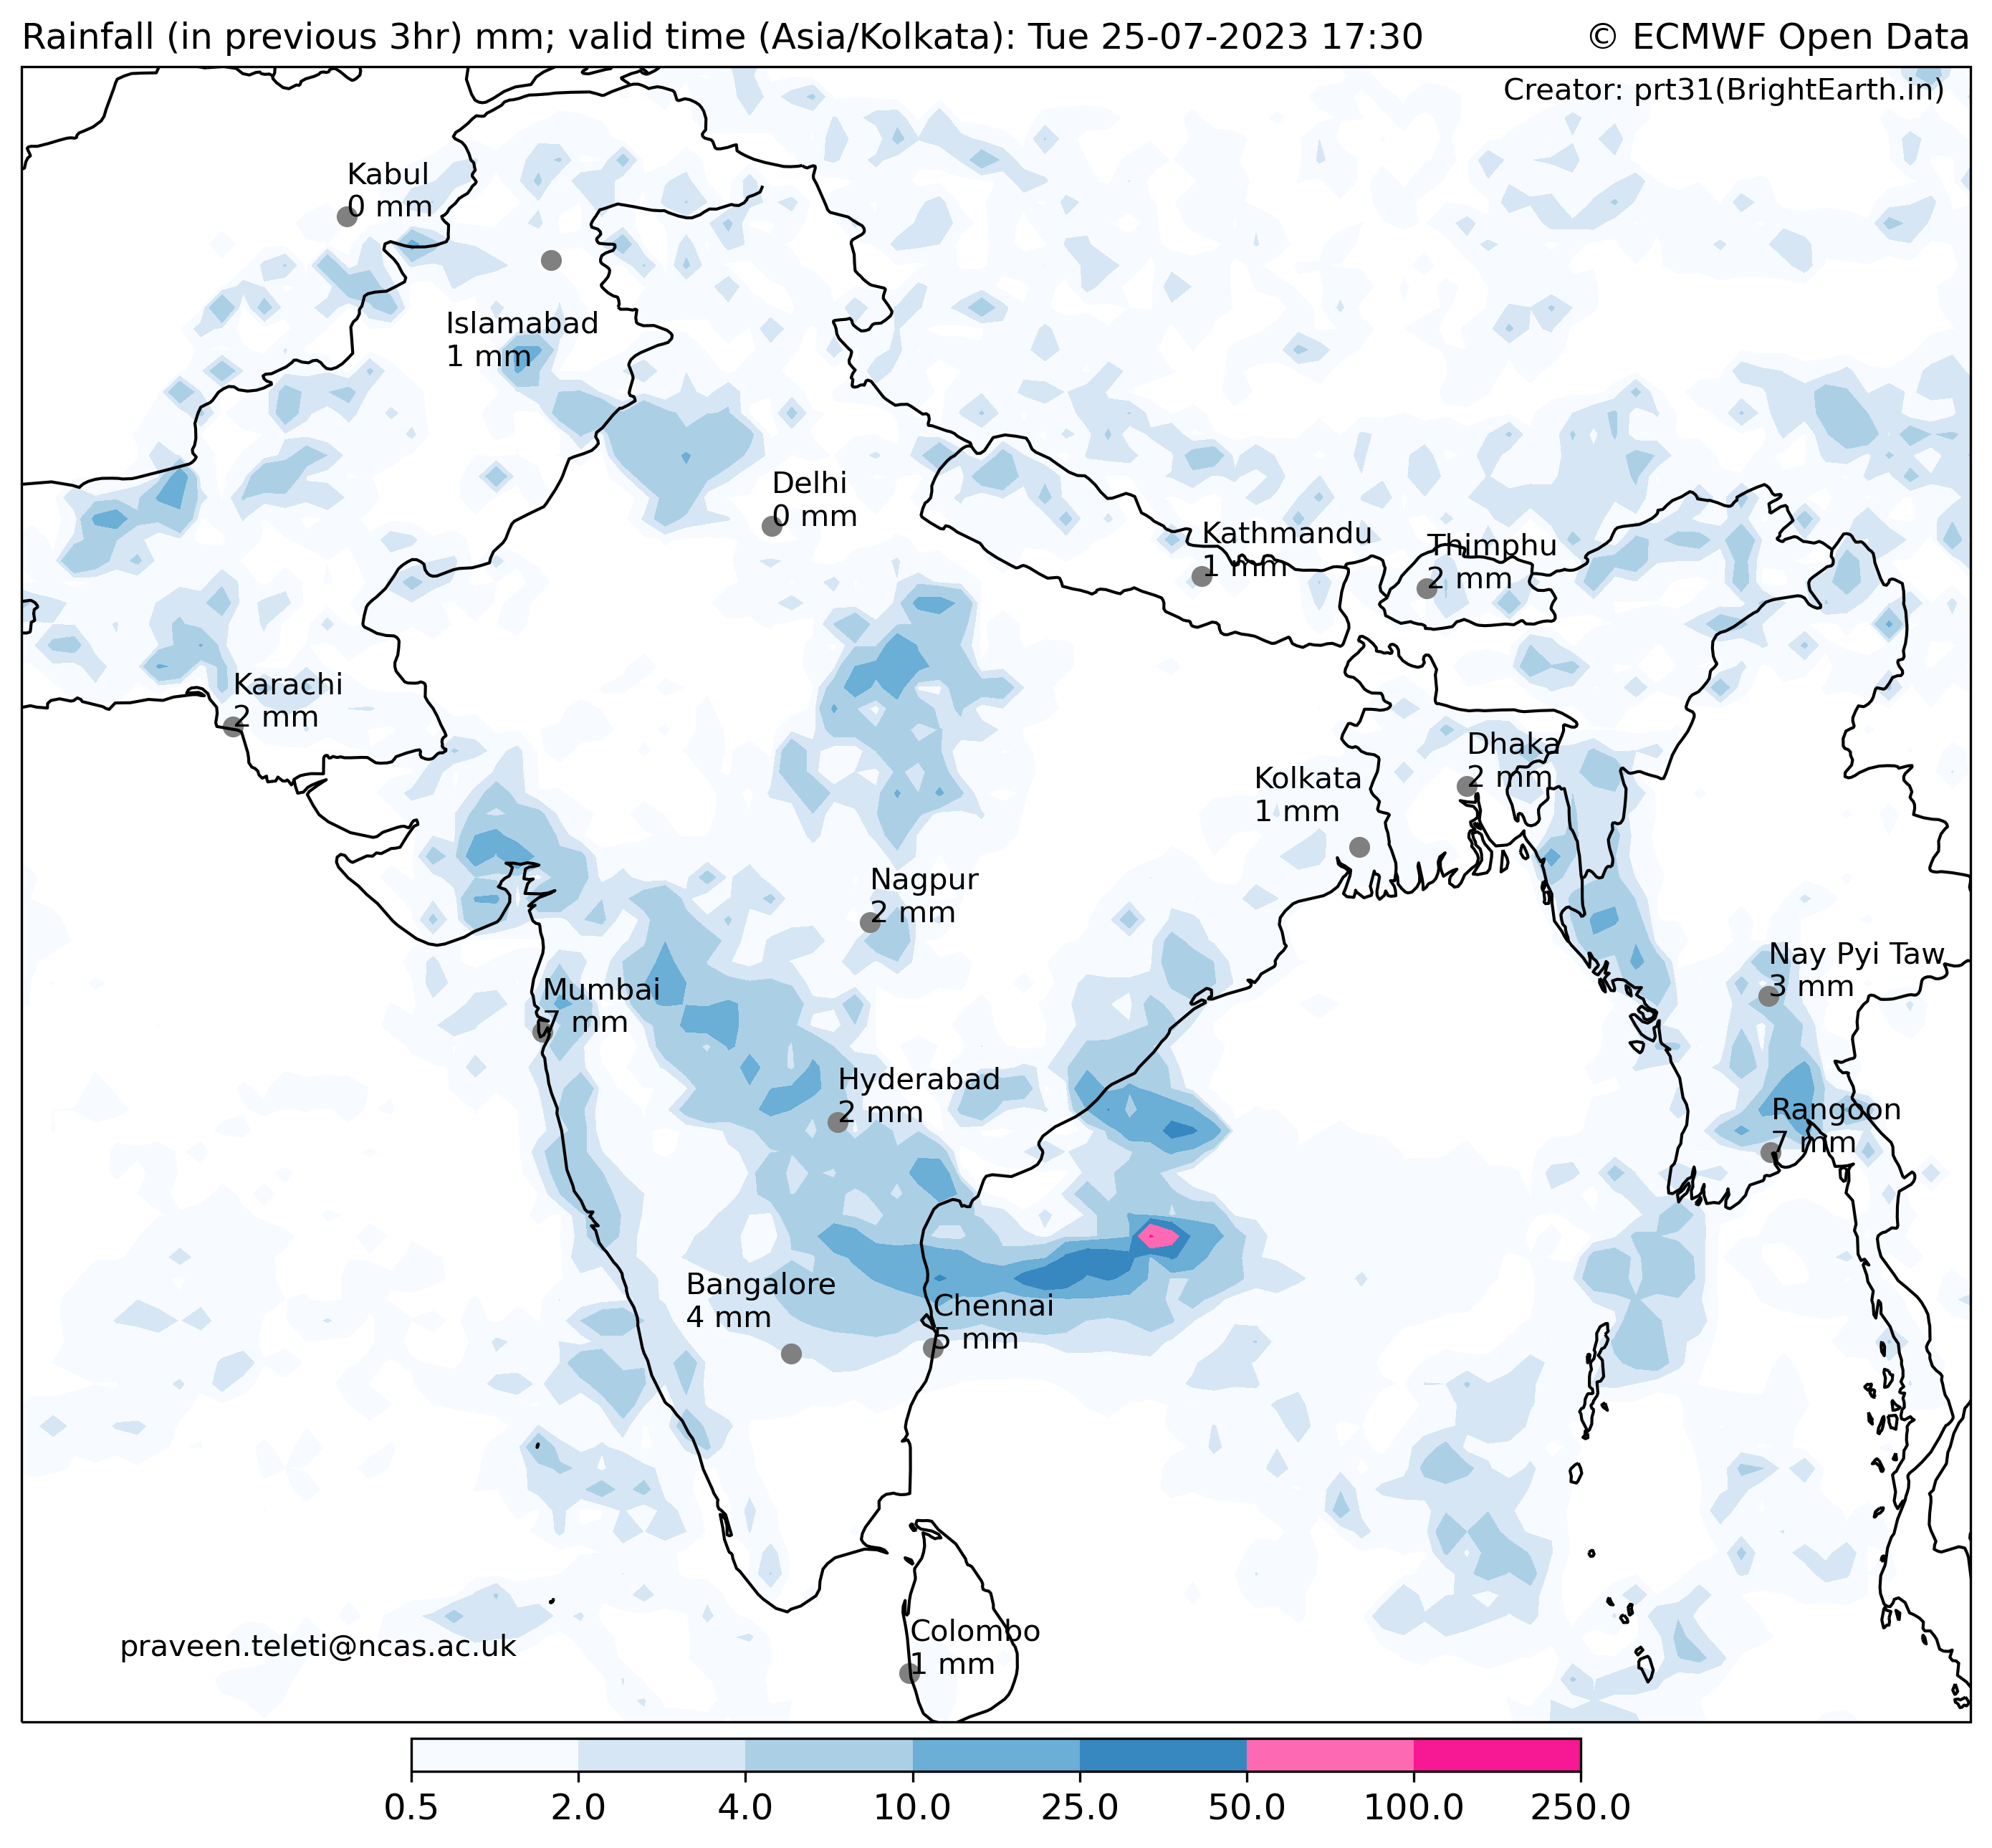 Rainfall (in previous 3hr) mm; valid time (Asia/Kolkata): Tue 25-07-2023 17:30
© ECMWF Open Data
Creator: prt31(BrightEarth.in)
Kabul
0 mm
Islamabad
1 mm
Delhi
0 mm
Kathmandu
1 mm
Thimphu
2 mm
Karachi
2 mm
Dhaka
2 mm
Kolkata
1 mm
Nagpur
2 mm
Nay Pyi Taw
3 mm
Mumbai
7 mm
Hyderabad
2 mm
Rangoon
7 mm
Bangalore
4 mm
Chennai
5 mm
Colombo
1 mm
praveen.teleti@ncas.ac.uk
0.5 2.0 4.0 10.0 25.0 50.0 100.0 250.0